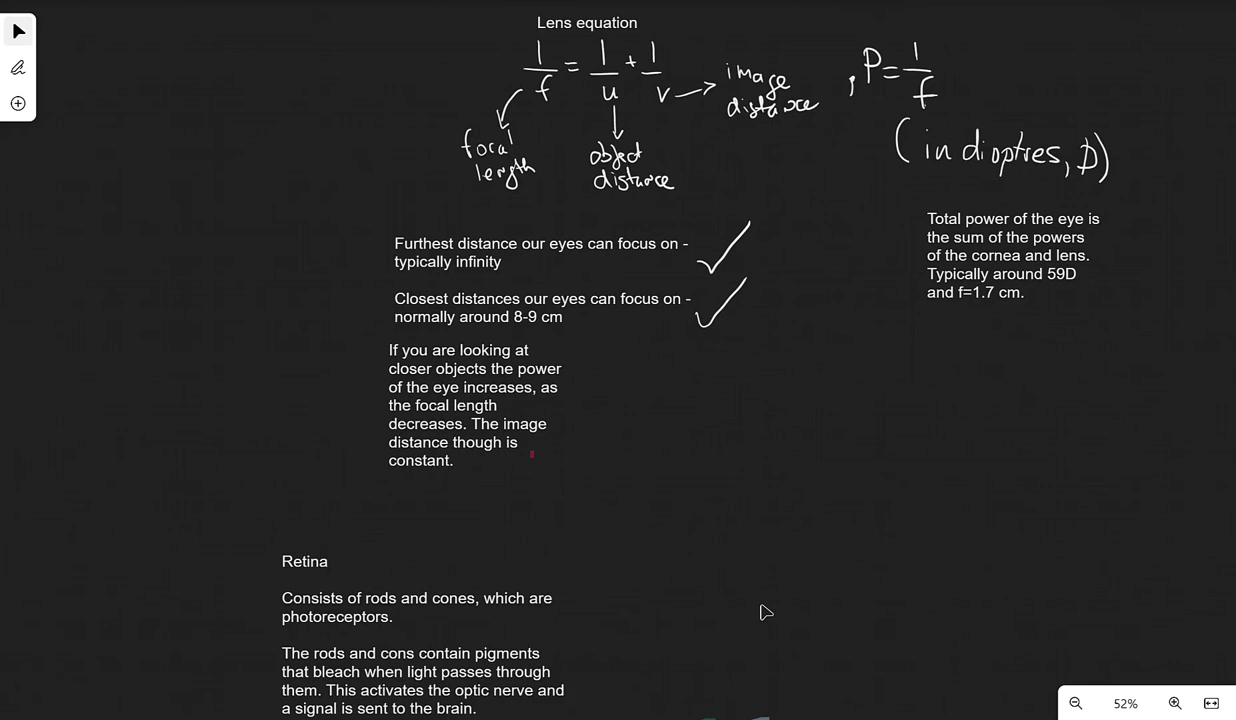 Lens equation
1/f = 1/u + 1/v
, P = 1/f
focal
length
object
distance
image
distance
(in dioptres, D)
Furthest distance our eyes can focus on -
typically infinity
Closest distances our eyes can focus on -
normally around 8-9 cm
If you are looking at
closer objects the power
of the eye increases, as
the focal length
decreases. The image
distance though is
constant.
Total power of the eye is
the sum of the powers
of the cornea and lens.
Typically around 59D
and f=1.7 cm.
Retina
Consists of rods and cones, which are
photoreceptors.
The rods and cons contain pigments
that bleach when light passes through
them. This activates the optic nerve and
a signal is sent to the brain.
52%